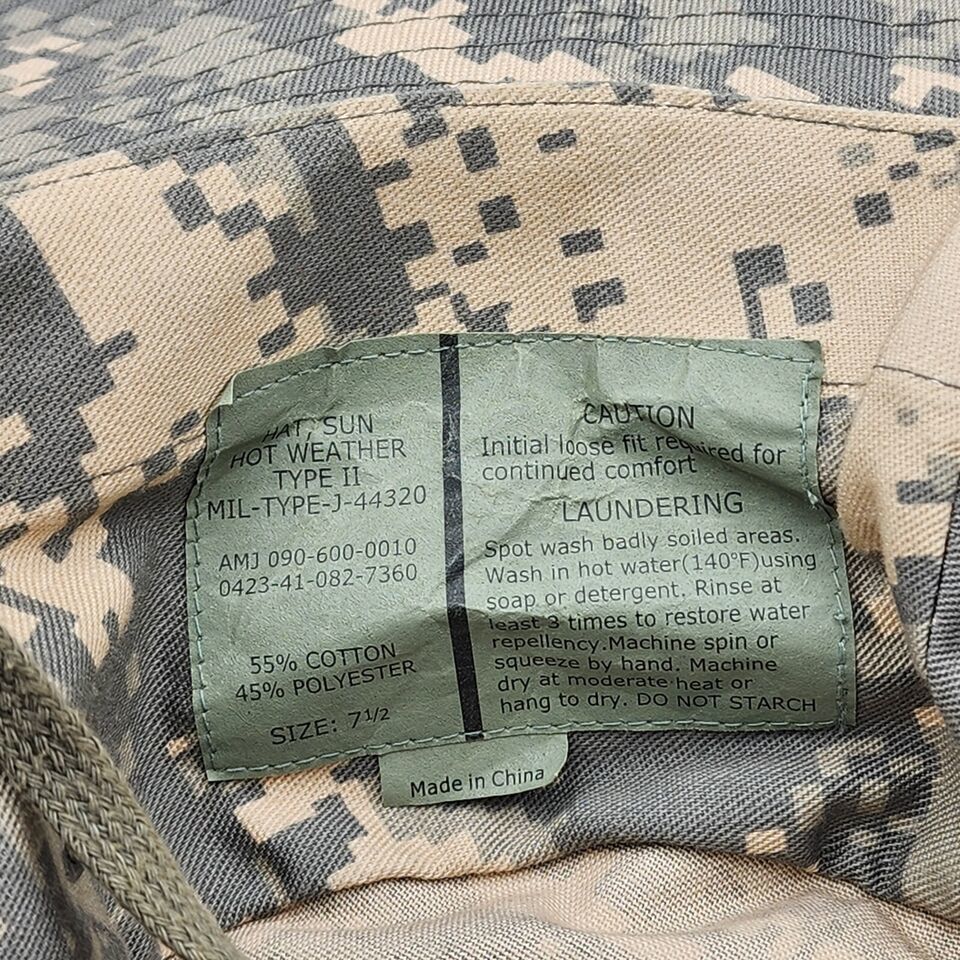 HAT, SUN
HOT WEATHER
TYPE II
MIL-TYPE-J-44320
AMJ 090-600-0010
0423-41-082-7360
55% COTTON
45% POLYESTER
SIZE: 7 1/2
CAUTION
Initial loose fit required for
continued comfort
LAUNDERING
Spot wash badly soiled areas.
Wash in hot water(140°F)using
soap or detergent. Rinse at
least 3 times to restore water
repellency.Machine spin or
squeeze by hand. Machine
dry at moderate heat or
hang to dry. DO NOT STARCH
Made in China